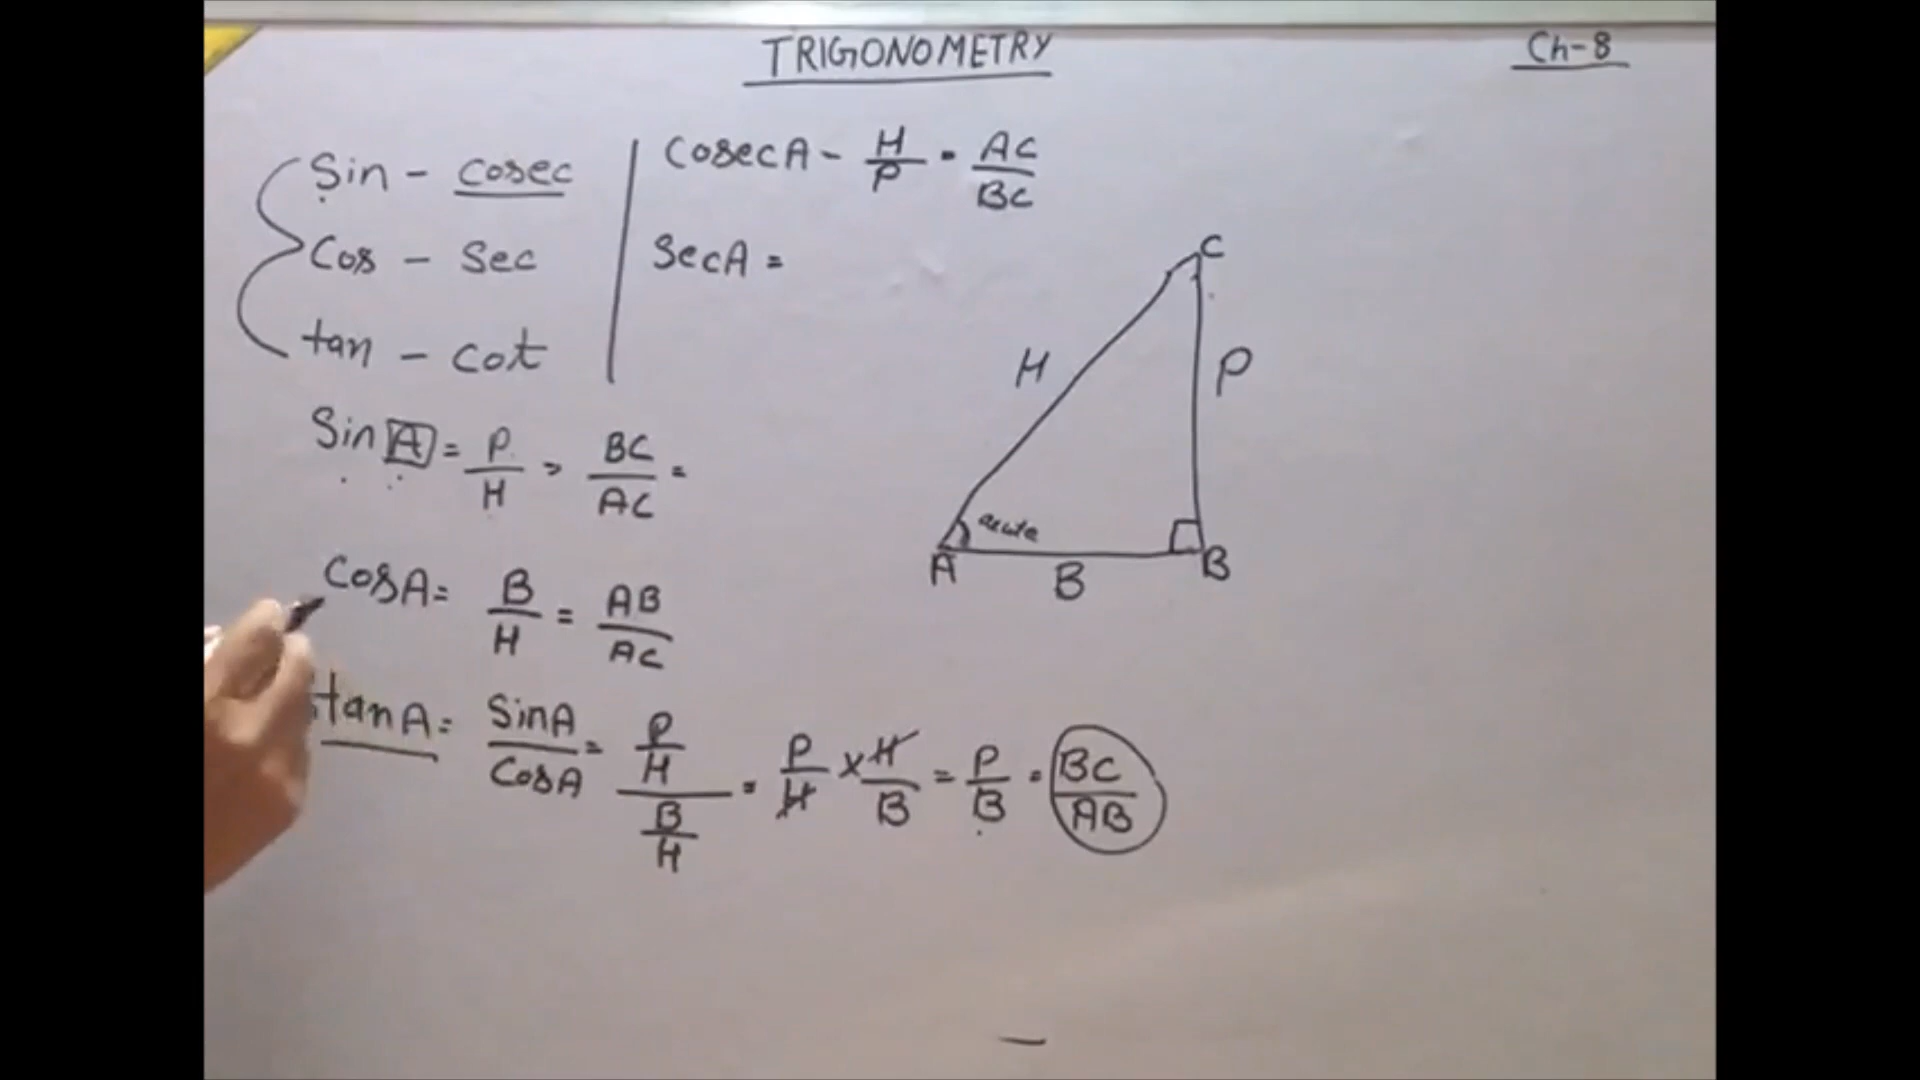 TRIGONOMETRY
Ch-8
Sin - cosec
Cos - Sec
tan - cot
CosecA - H/P = AC/BC
SecA =
Sin A = P/H = BC/AC =
CosA = B/H = AB/AC
tanA = SinA/CosA = P/H / B/H = P/H × H/B = P/B = BC/AB
C
H
P
acute
A
B
B